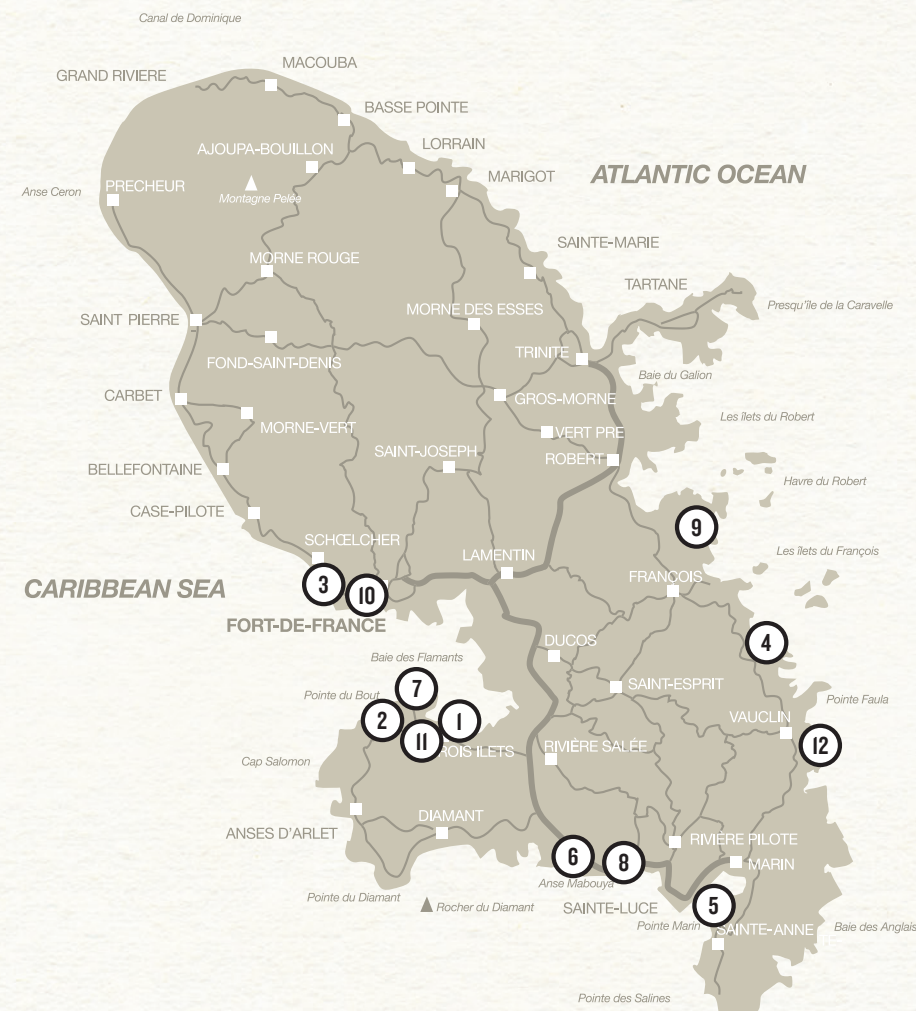 Canal de Dominique
MACOUBA
GRAND RIVIERE
BASSE POINTE
LORRAIN
AJOUPA-BOUILLON
MARIGOT
ATLANTIC OCEAN
Anse Ceron
PRECHEUR
Montagne Pelée
SAINTE-MARIE
MORNE ROUGE
TARTANE
Presqu'île de la Caravelle
MORNE DES ESSES
SAINT PIERRE
TRINITE
FOND-SAINT-DENIS
Baie du Galion
CARBET
GROS-MORNE
Les îlets du Robert
MORNE-VERT
VERT PRE
SAINT-JOSEPH
ROBERT
BELLEFONTAINE
Havre du Robert
CASE-PILOTE
9
SCHŒLCHER
LAMENTIN
Les îlets du François
FRANÇOIS
3
10
CARIBBEAN SEA
FORT-DE-FRANCE
DUCOS
4
Baie des Flamants
7
SAINT-ESPRIT
Pointe du Bout
Pointe Faula
2
1
VAUCLIN
11
ROIS ILETS
RIVIÈRE SALÉE
12
Cap Salomon
DIAMANT
ANSES D'ARLET
RIVIÈRE PILOTE
6
8
MARIN
Anse Mabouya
Pointe du Diamant
Rocher du Diamant
SAINTE-LUCE
5
Pointe Marin
SAINTE-ANNE
Baie des Anglais
Pointe des Salines